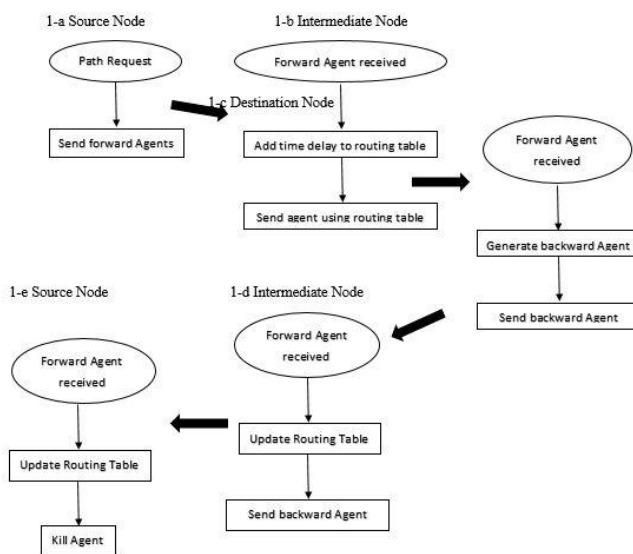 1-a Source Node
1-b Intermediate Node
Path Request
Forward Agent received
1-c Destination Node
Send forward Agents
Add time delay to routing table
Forward Agent
received
Send agent using routing table
Generate backward Agent
1-e Source Node
1-d Intermediate Node
Send backward Agent
Forward Agent
received
Forward Agent
received
Update Routing Table
Update Routing Table
Send backward Agent
Kill Agent